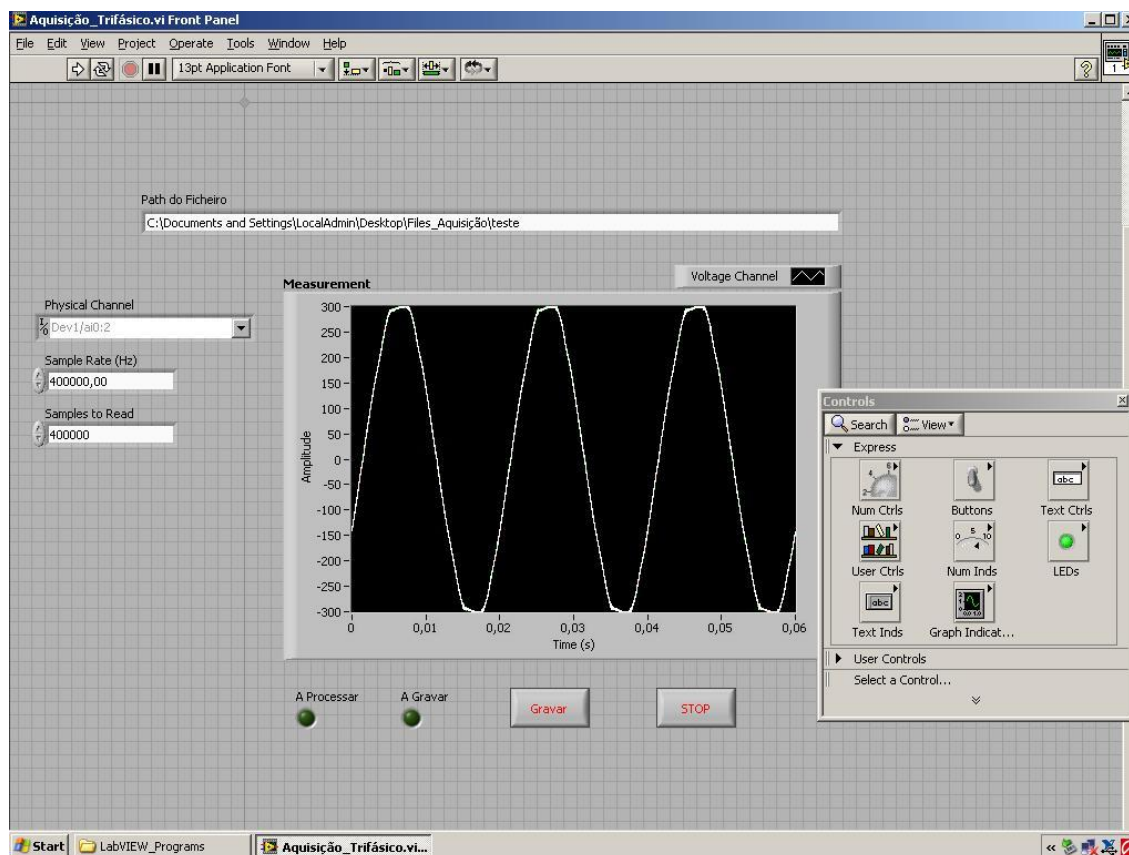 Aquisição_Trifásico.vi Front Panel
File Edit View Project Operate Tools Window Help
13pt Application Font
?
1
Path do Ficheiro
C:\Documents and Settings\LocalAdmin\Desktop\Files_Aquisição\teste
Measurement
Voltage Channel
Physical Channel
I/O Dev1/ai0:2
Sample Rate (Hz)
400000,00
Samples to Read
400000
Amplitude
300
250
200
150
100
50
0
-50
-100
-150
-200
-250
-300
0 0,01 0,02 0,03 0,04 0,05 0,06
Time (s)
A Processar A Gravar
Gravar STOP
Controls
Search View
Express
Num Ctrls Buttons Text Ctrls
User Ctrls Num Inds LEDs
Text Inds Graph Indicat...
User Controls
Select a Control...
Start LabVIEW_Programs Aquisição_Trifásico.vi...